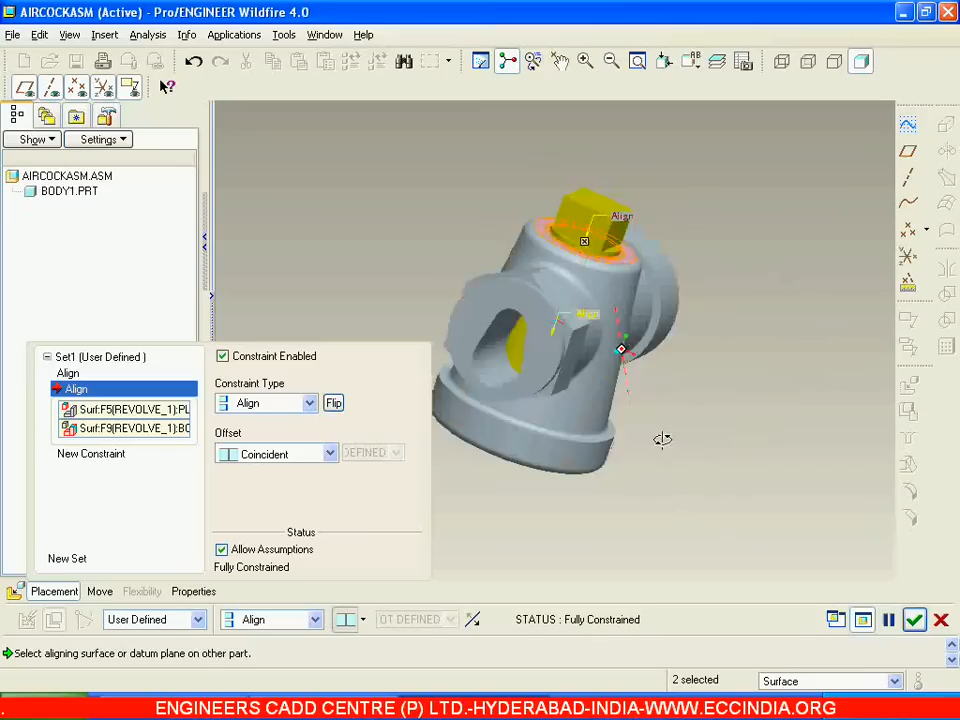 AIRCOCKASM (Active) - Pro/ENGINEER Wildfire 4.0
File Edit View Insert Analysis Info Applications Tools Window Help
Show Settings
AIRCOCKASM.ASM
BODY1.PRT
Align
Align
Set1 (User Defined )
Align
Align
Surf:F5(REVOLVE_1):PL
Surf:F9(REVOLVE_1):BC
New Constraint
New Set
Constraint Enabled
Constraint Type
Align Flip
Offset
Coincident DEFINED
Status
Allow Assumptions
Fully Constrained
Placement Move Flexibility Properties
User Defined Align OT DEFINED STATUS : Fully Constrained
Select aligning surface or datum plane on other part.
2 selected Surface
. ENGINEERS CADD CENTRE (P) LTD.-HYDERABAD-INDIA-WWW.ECCINDIA.ORG